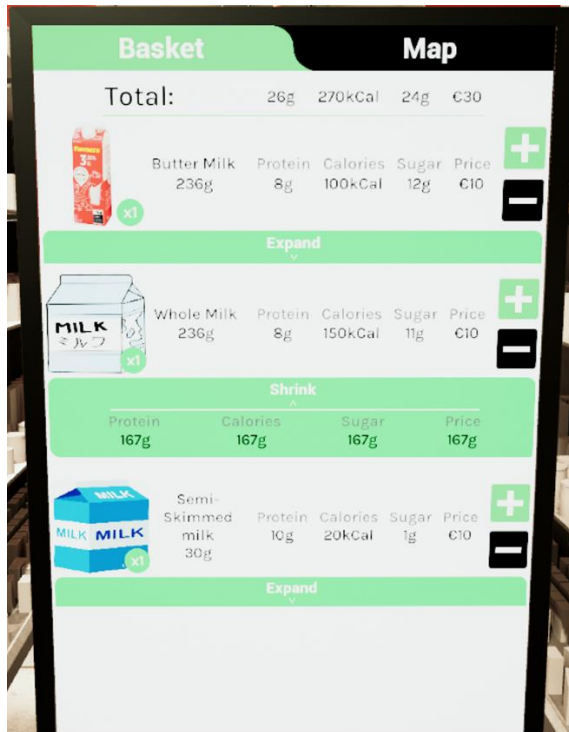 Basket Map
Total: 26g 270kCal 24g €30
Butter Milk Protein Calories Sugar Price
236g 8g 100kCal 12g €10
x1
Expand
Whole Milk Protein Calories Sugar Price
236g 8g 150kCal 11g €10
MILK
ミルク
x1
Shrink
Protein Calories Sugar Price
167g 167g 167g 167g
MILK
Semi-
Skimmed Protein Calories Sugar Price
milk 10g 20kCal 1g €10
30g
MILK MILK
x1
Expand